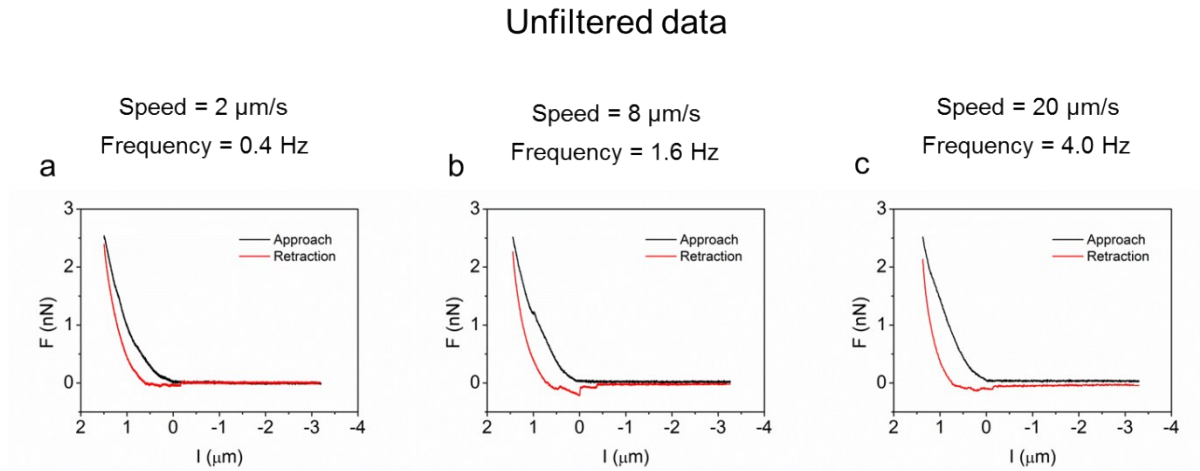 Unfiltered data
Speed = 2 μm/s
Frequency = 0.4 Hz
Speed = 8 μm/s
Frequency = 1.6 Hz
Speed = 20 μm/s
Frequency = 4.0 Hz
a
3
2
1
0
F (nN)
Approach
Retraction
2 1 0 -1 -2 -3 -4
I (μm)
b
3
2
1
0
F (nN)
Approach
Retraction
2 1 0 -1 -2 -3 -4
I (μm)
c
3
2
1
0
F (nN)
Approach
Retraction
2 1 0 -1 -2 -3 -4
I (μm)